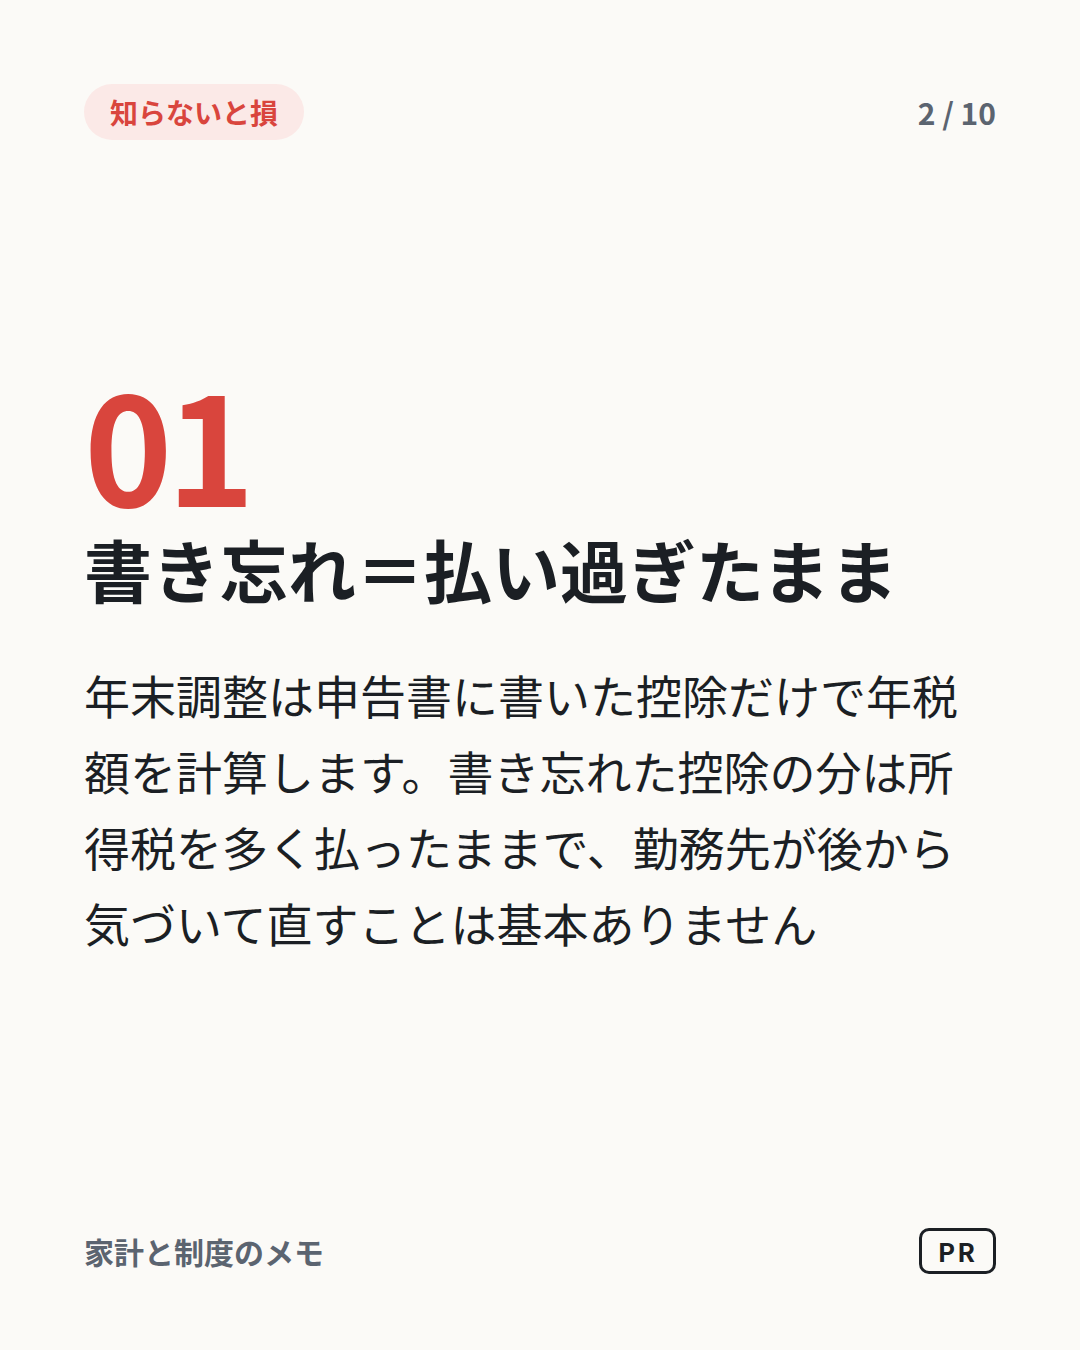 知らないと損
2 / 10
01
書き忘れ＝払い過ぎたまま
年末調整は申告書に書いた控除だけで年税
額を計算します。書き忘れた控除の分は所
得税を多く払ったままで、勤務先が後から
気づいて直すことは基本ありません
家計と制度のメモ
PR